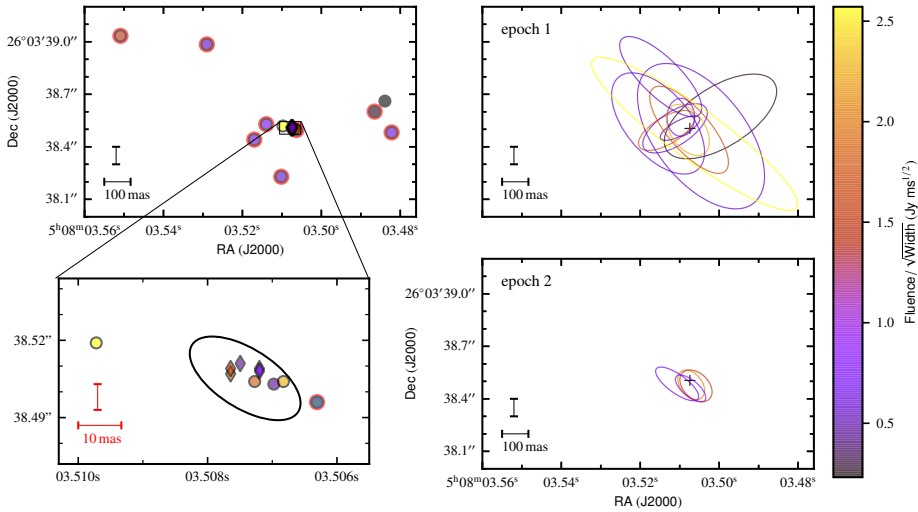 26°03′39.0″
38.7″
38.4″
38.1″
Dec (J2000)
100 mas
5ʰ08ᵐ03.56ˢ
03.54ˢ
03.52ˢ
03.50ˢ
03.48ˢ
RA (J2000)
38.52″
38.49″
10 mas
03.510ˢ
03.508ˢ
03.506ˢ
epoch 1
100 mas
epoch 2
26°03′39.0″
38.7″
38.4″
38.1″
Dec (J2000)
100 mas
5ʰ08ᵐ03.56ˢ
03.54ˢ
03.52ˢ
03.50ˢ
03.48ˢ
RA (J2000)
2.5
2.0
1.5
1.0
0.5
Fluence / √Width (Jy ms¹ᐟ²)